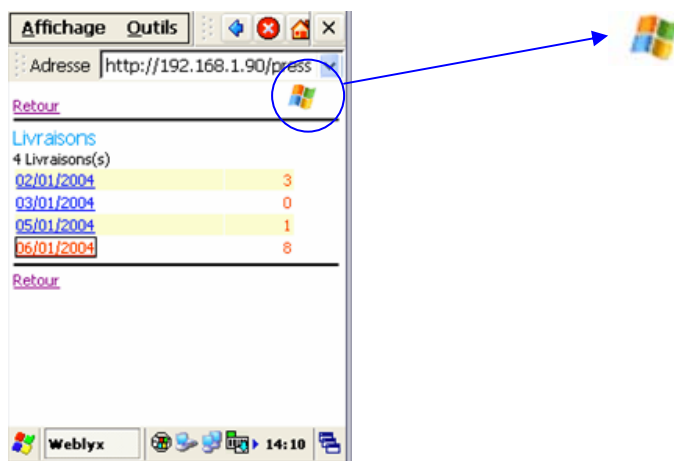 Affichage Outils
Adresse http://192.168.1.90/press
Retour
Livraisons
4 Livraisons(s)
02/01/2004 3
03/01/2004 0
05/01/2004 1
06/01/2004 8
Retour
Weblyx 14:10